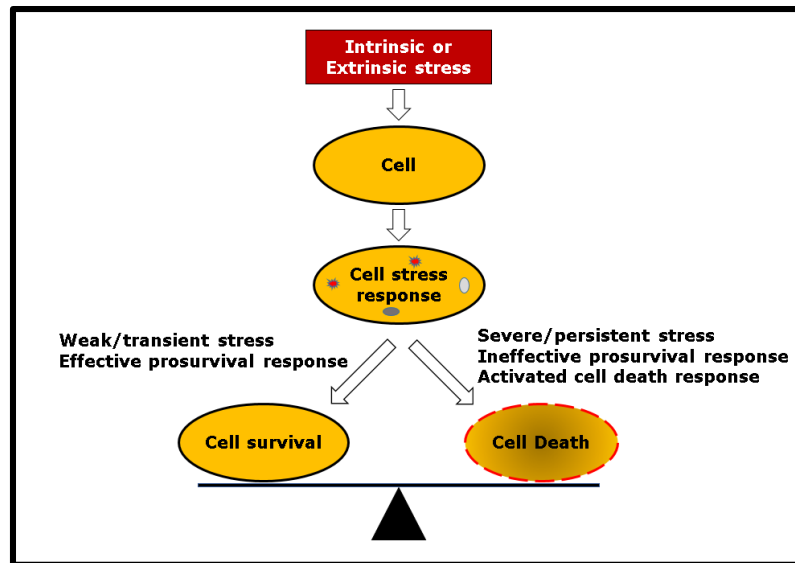 Intrinsic or
Extrinsic stress
Cell
Cell stress
response
Weak/transient stress
Effective prosurvival response
Severe/persistent stress
Ineffective prosurvival response
Activated cell death response
Cell survival
Cell Death